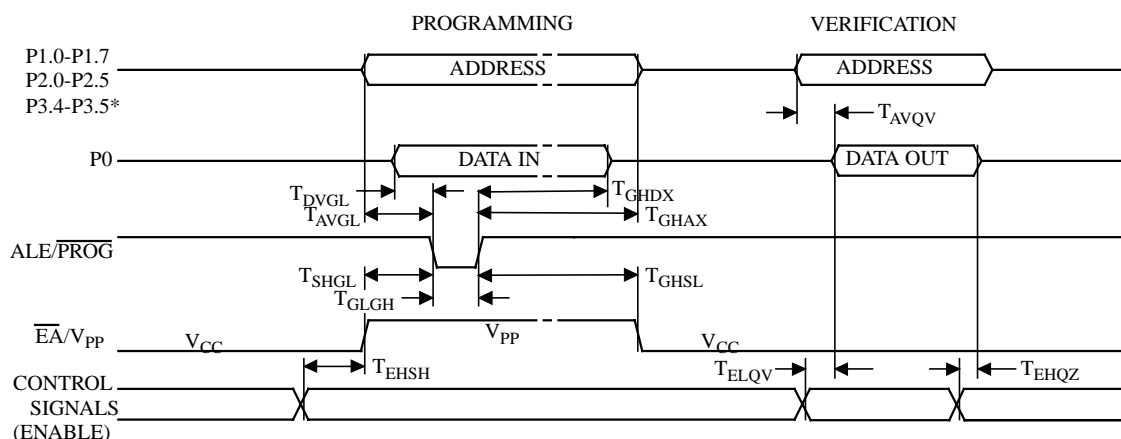 PROGRAMMING VERIFICATION
P1.0-P1.7
P2.0-P2.5
P3.4-P3.5*
ADDRESS ADDRESS
TAVQV
P0 DATA IN DATA OUT
TDVGL TGHDX
TAVGL TGHAX
ALE/PROG
TSHGL TGHSL
TGLGH
EA/VPP VCC VPP VCC
TEHSH TELQV TEHQZ
CONTROL
SIGNALS
(ENABLE)